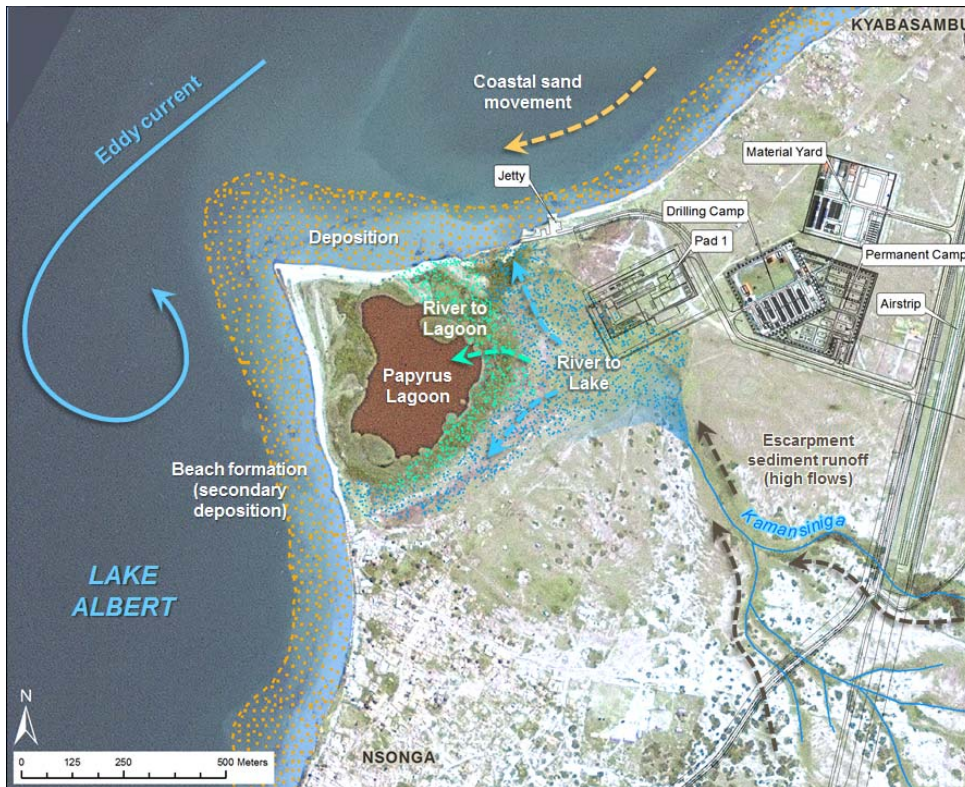 KYABASAMBU
Eddy current
Coastal sand
movement
Material Yard
Jetty
Drilling Camp
Deposition
Pad 1
Permanent Camp
Airstrip
River to
Lagoon
River to
Lake
Papyrus
Lagoon
Escarpment
sediment runoff
(high flows)
Beach formation
(secondary
deposition)
Kamansiniga
LAKE
ALBERT
N
NSONGA
0 125 250 500 Meters